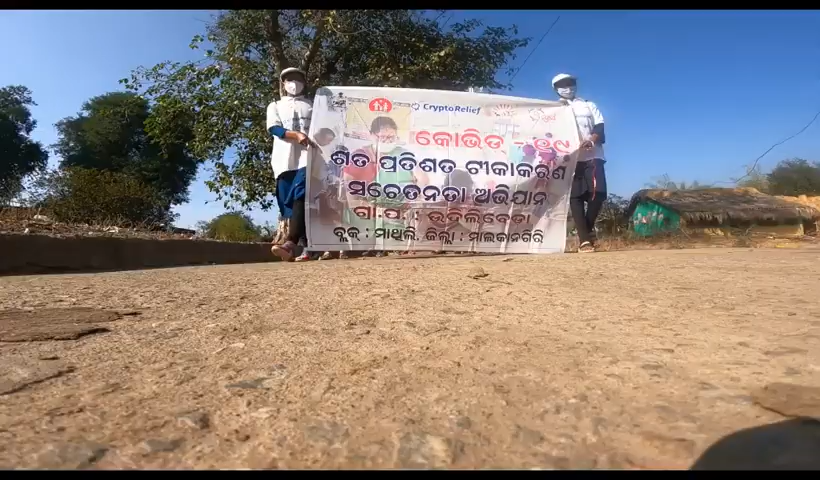 CryptoRelief
କୋଭିଡ୍ - ୧୯
ଶତ ପ୍ରତିଶତ ଟୀକାକରଣ
ସଚେତନତା ଅଭିଯାନ
ଗା.ପ. :
ବ୍ଲକ୍ : ମାଥିଲି, ଜିଲ୍ଲା : ମାଲକାନଗିରି